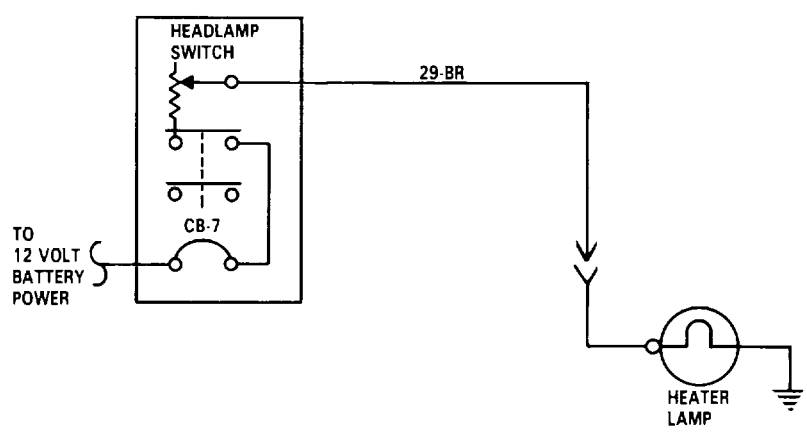 HEADLAMP
SWITCH
29-BR
CB-7
TO
12 VOLT
BATTERY
POWER
HEATER
LAMP